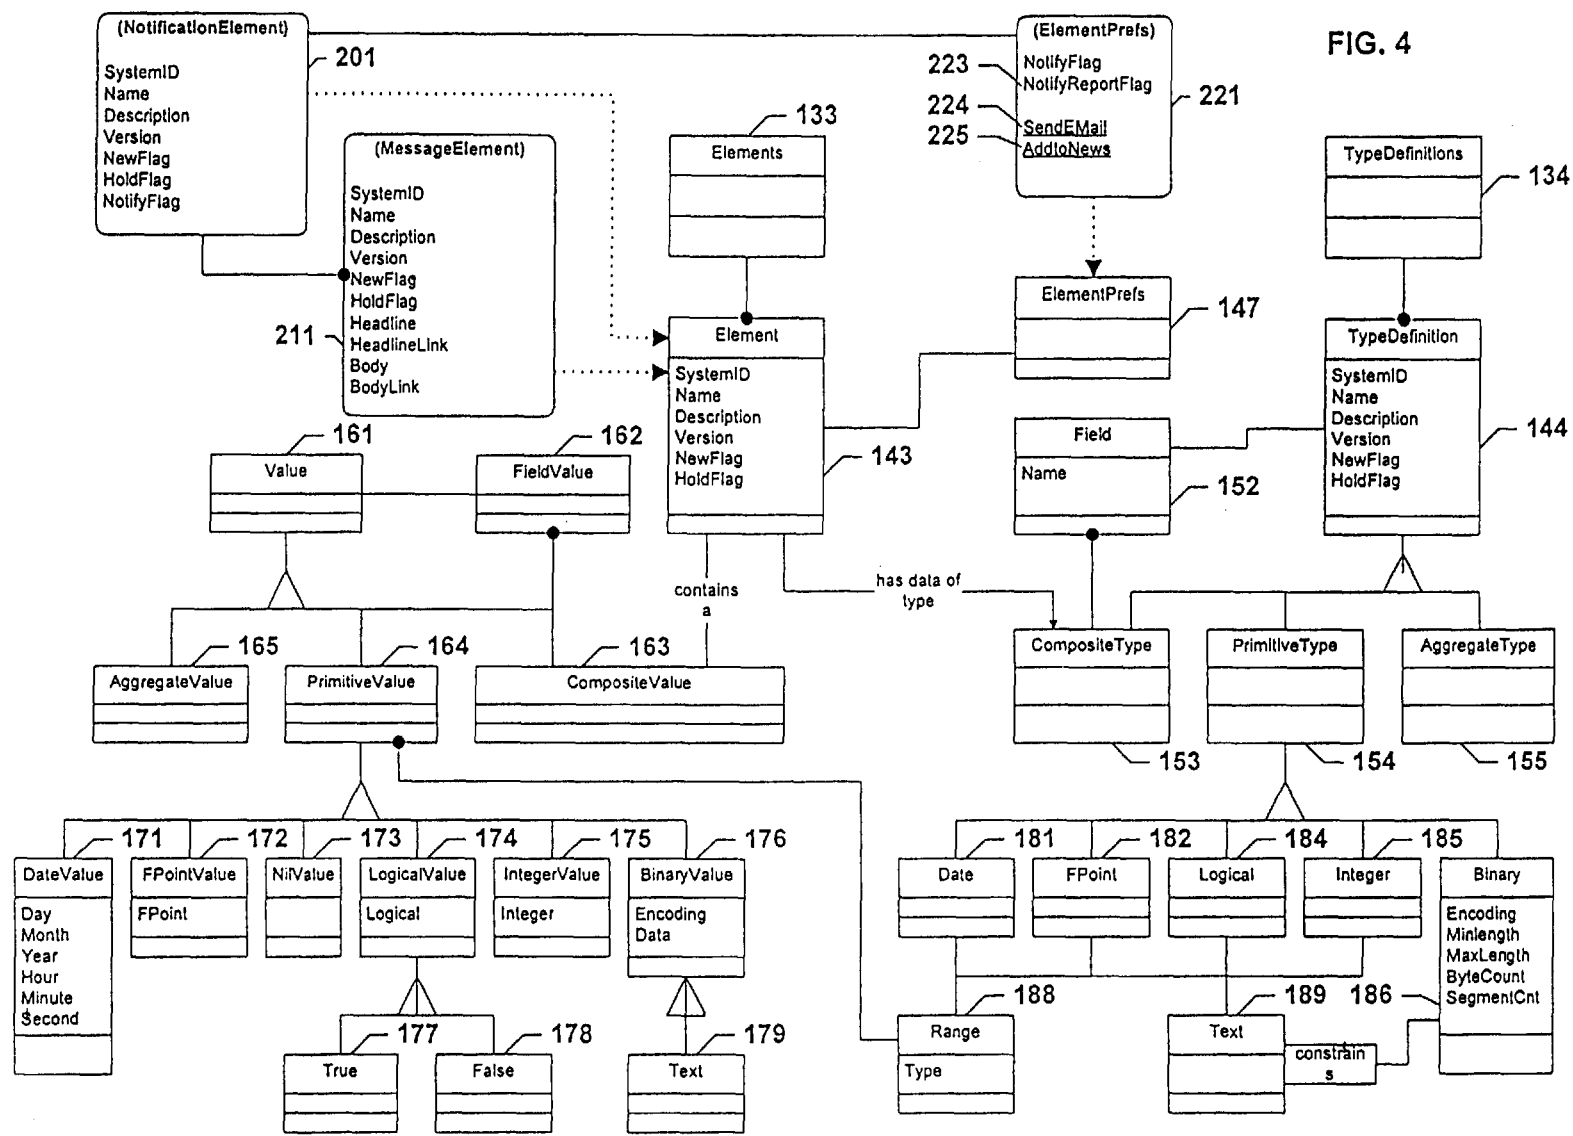 FIG. 4
(NotificationElement)
201
SystemID
Name
Description
Version
NewFlag
HoldFlag
NotifyFlag
(ElementPrefs)
NotifyFlag
223
NotifyReportFlag
221
224
SendEMail
225
AddtoNews
(MessageElement)
SystemID
Name
Description
Version
NewFlag
HoldFlag
Headline
211
HeadlineLink
Body
BodyLink
133
Elements
TypeDefinitions
134
Element
SystemID
Name
Description
Version
NewFlag
HoldFlag
143
ElementPrefs
147
TypeDefinition
SystemID
Name
Description
Version
NewFlag
HoldFlag
144
Field
Name
152
161
Value
162
FieldValue
contains
a
has data of
type
165
AggregateValue
164
PrimitiveValue
163
CompositeValue
CompositeType
153
PrimitiveType
154
AggregateType
155
171
DateValue
Day
Month
Year
Hour
Minute
Second
172
FPointValue
FPoint
173
NilValue
174
LogicalValue
Logical
175
IntegerValue
Integer
176
BinaryValue
Encoding
Data
181
Date
182
FPoint
184
Logical
185
Integer
Binary
Encoding
Minlength
MaxLength
ByteCount
SegmentCnt
186
177
True
178
False
179
Text
188
Range
Type
189
Text
constrain
s